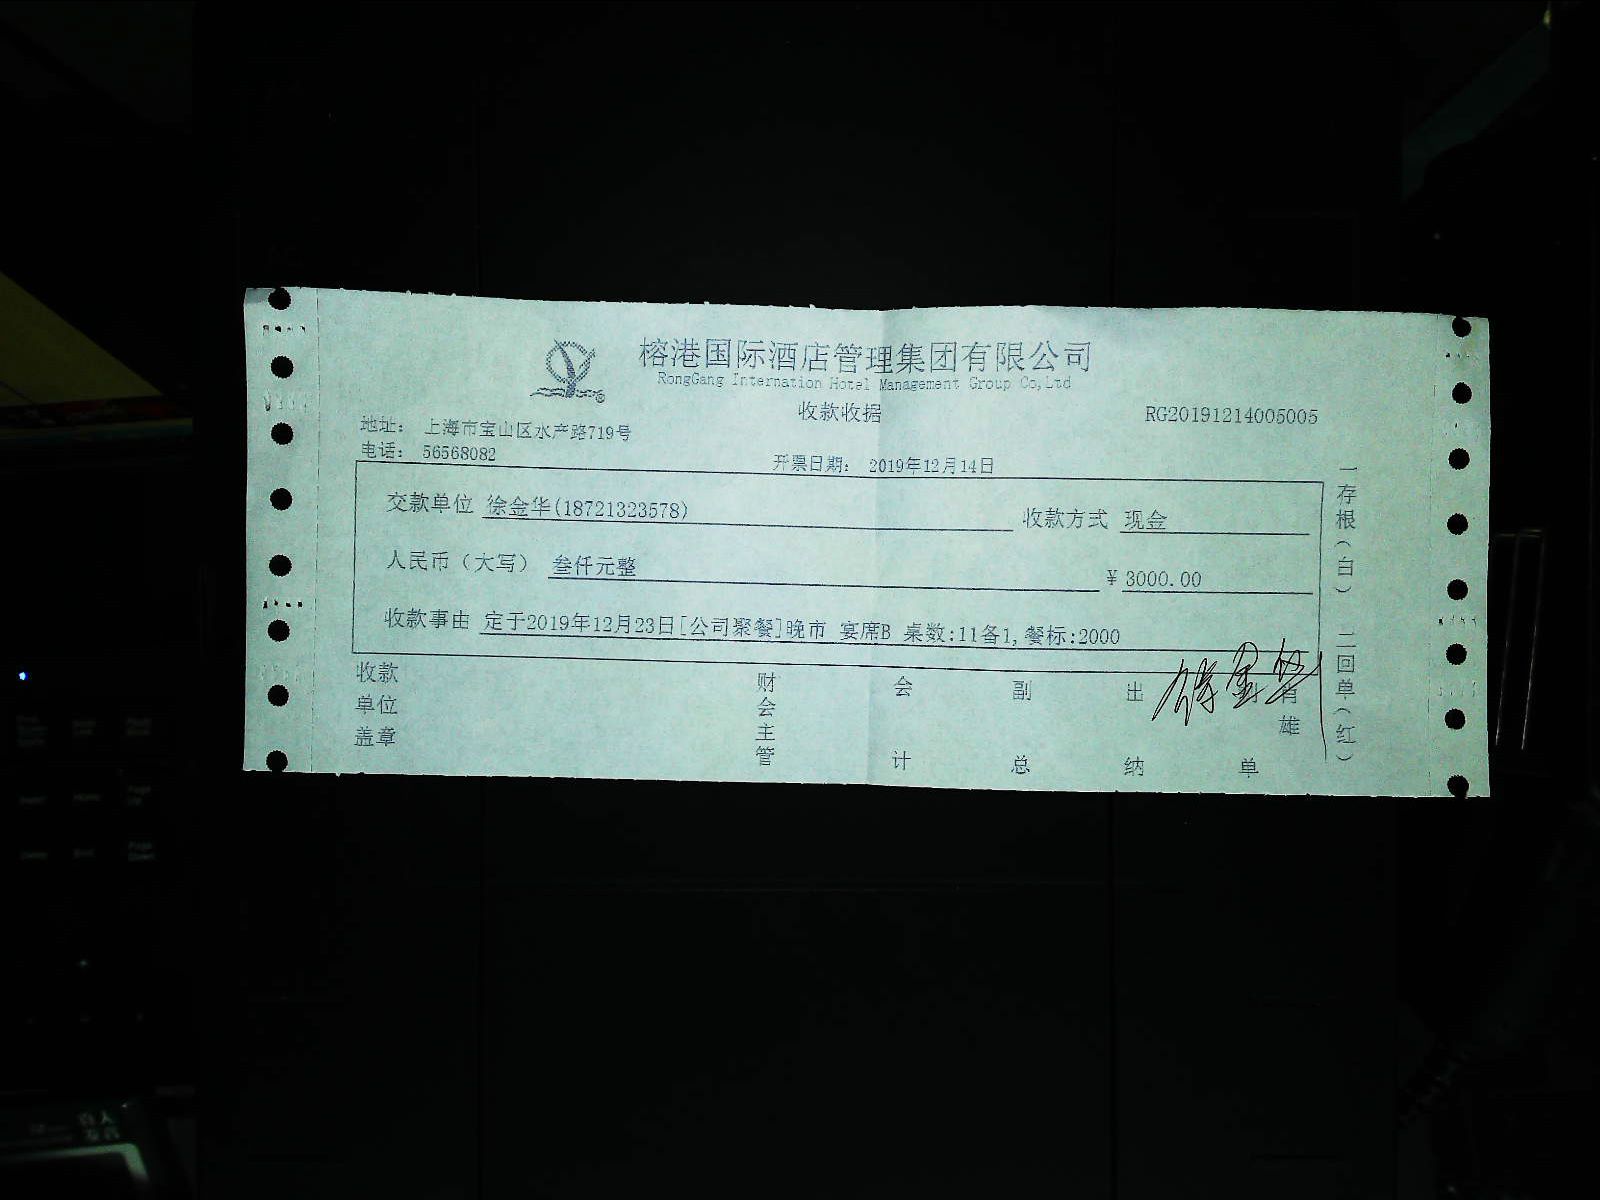 榕港国际酒店管理集团有限公司
RongGang Internation Hotel Management Group Co,Ltd
收款收据
RG20191214005005
地址： 上海市宝山区水产路719号
电话： 56568082
开票日期： 2019年12月14日
交款单位 徐金华(18721323578) 收款方式 现金
人民币（大写） 叁仟元整 ¥ 3000.00
收款事由 定于2019年12月23日[公司聚餐]晚市 宴席B 桌数:11备1,餐标:2000
收款单位盖章
财会主管
会计
副总
出纳
单
雄
一存根（白）
二回单（红）
Home
Page Up
End
Page Down